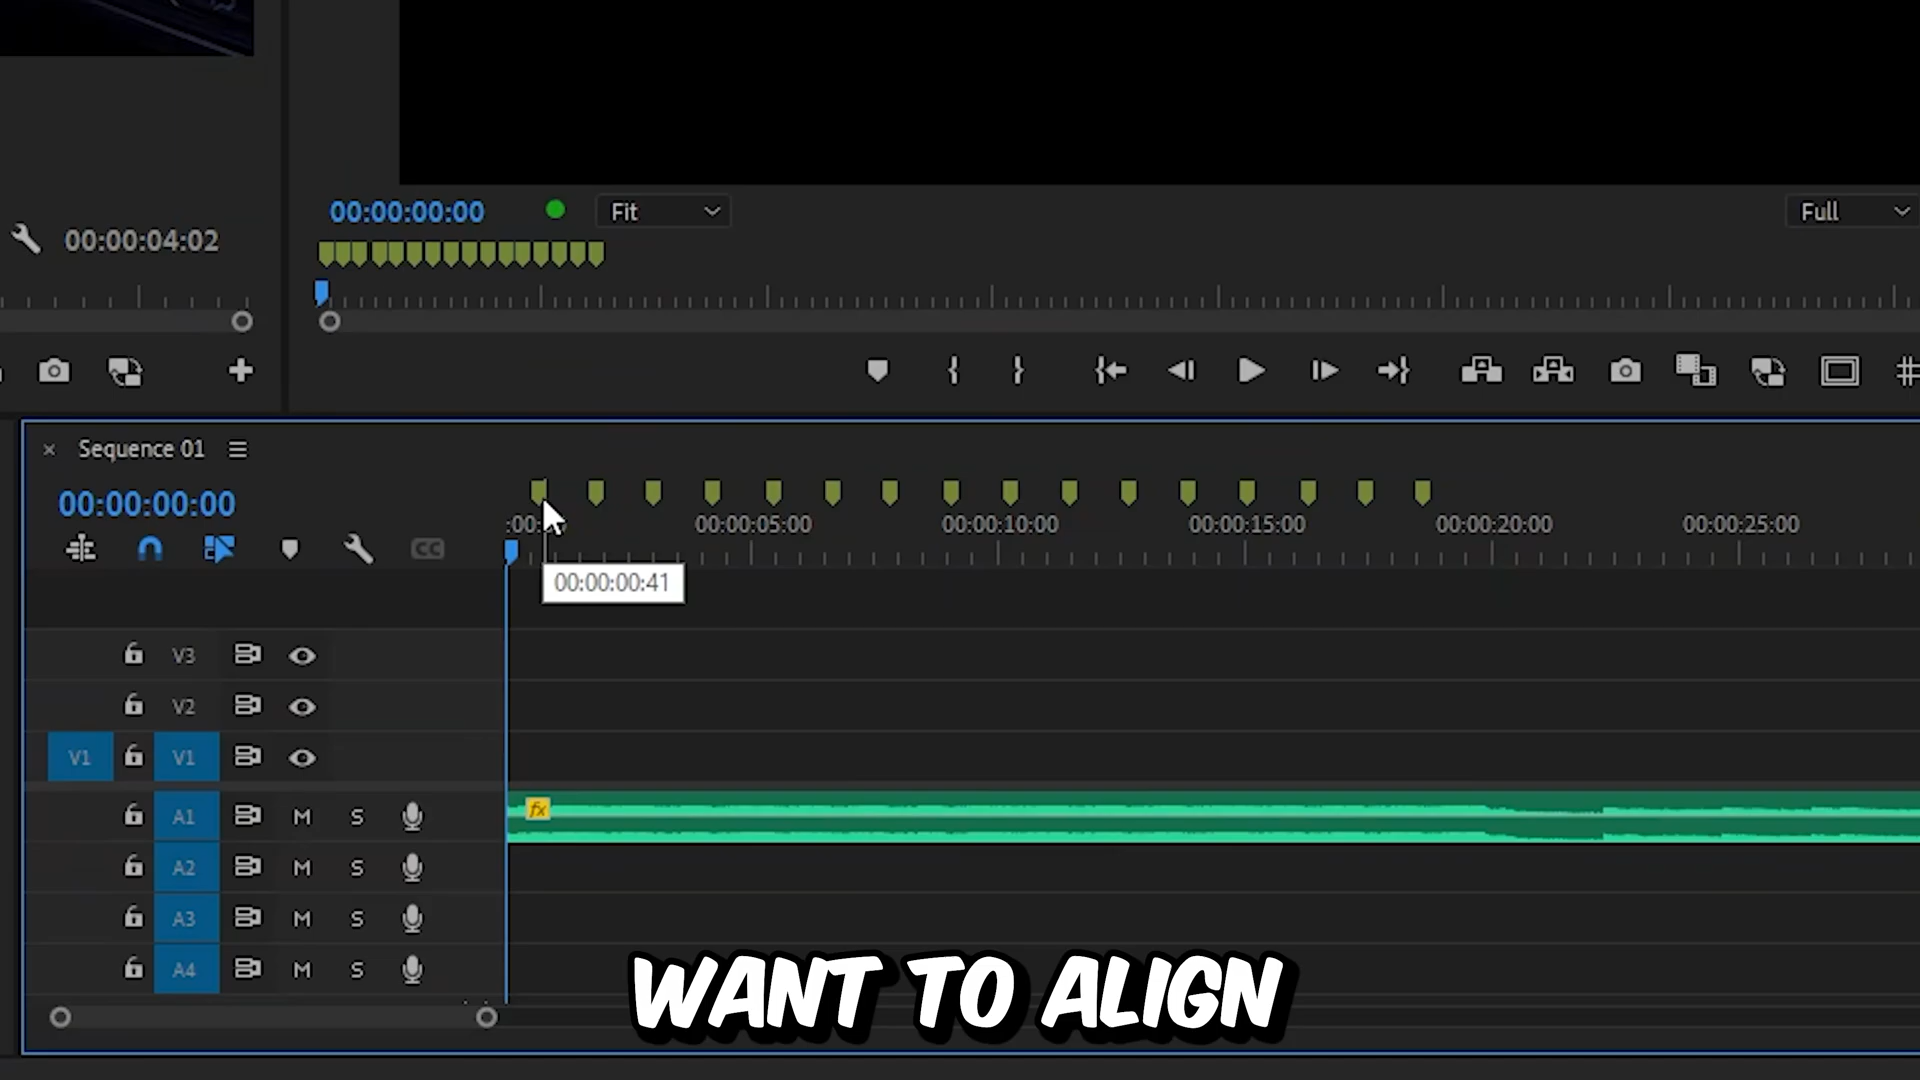 00:00:04:02
00:00:00:00
Fit
Full
× Sequence 01
00:00:00:00
00:00:05:00 00:00:10:00 00:00:15:00 00:00:20:00 00:00:25:00
CC
00:00:00:41
V3
V2
V1 V1
fx
A1 M S
A2 M S
A3 M S
A4 M S
WANT TO ALIGN